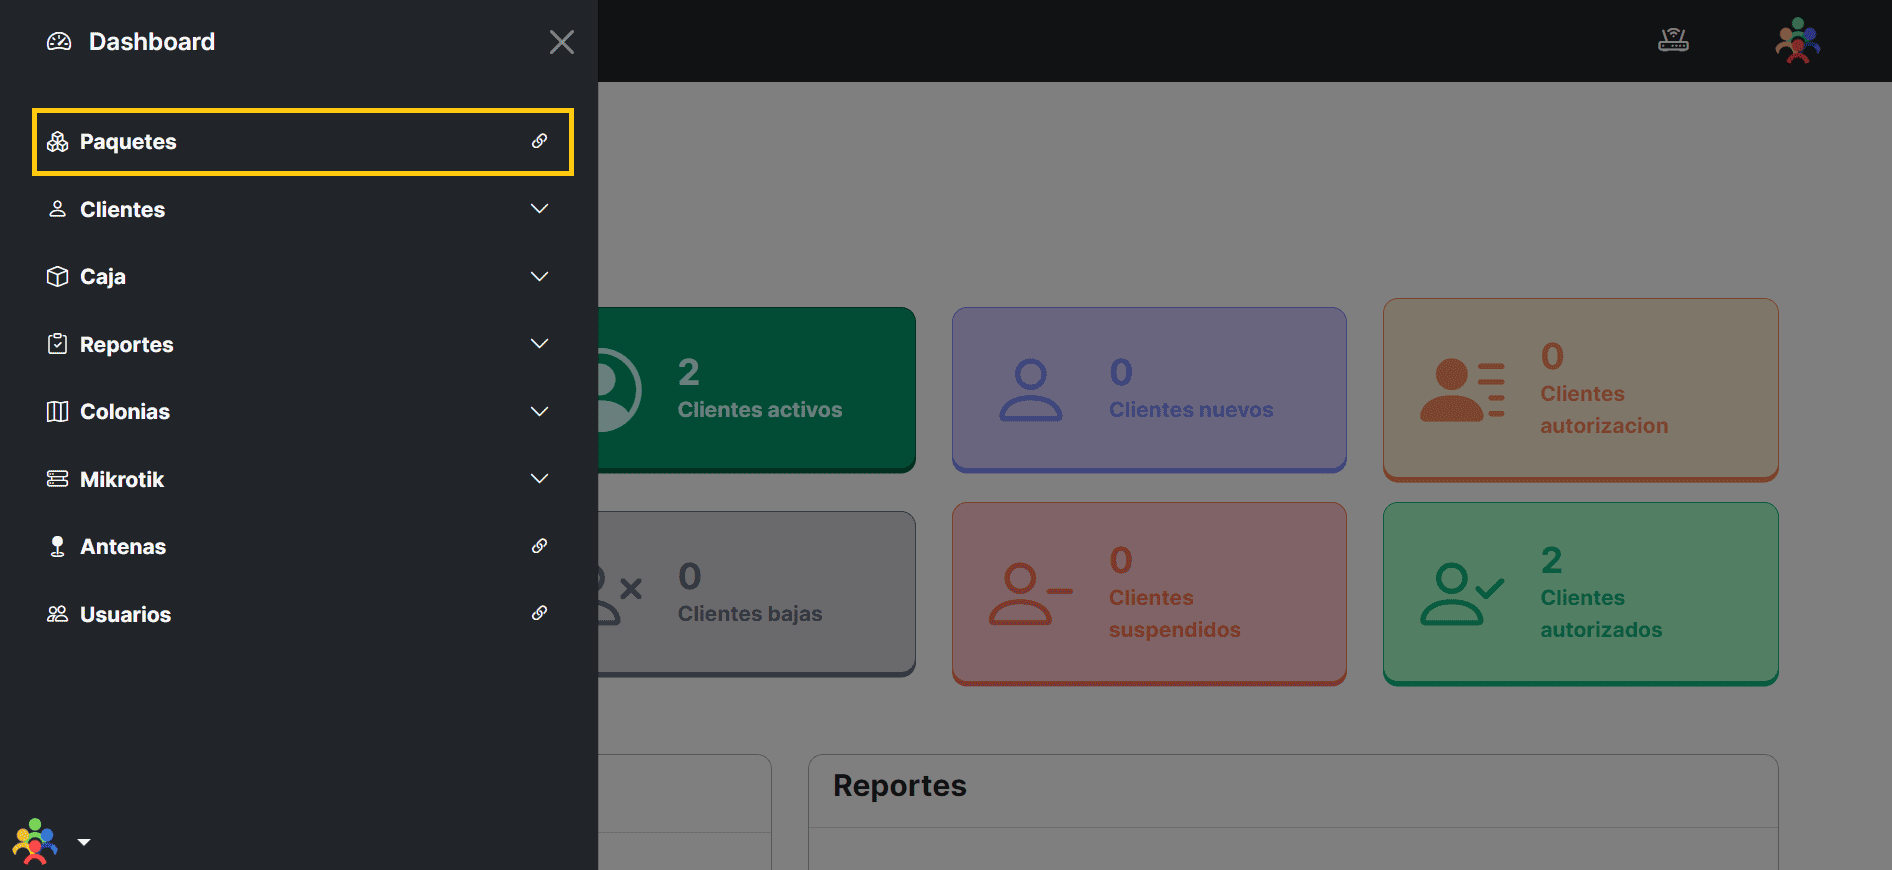 Dashboard
Paquetes
Clientes
Caja
Reportes
Colonias
Mikrotik
Antenas
Usuarios
2
Clientes activos
0
Clientes nuevos
0
Clientes
autorizacion
0
Clientes bajas
0
Clientes
suspendidos
2
Clientes
autorizados
Reportes